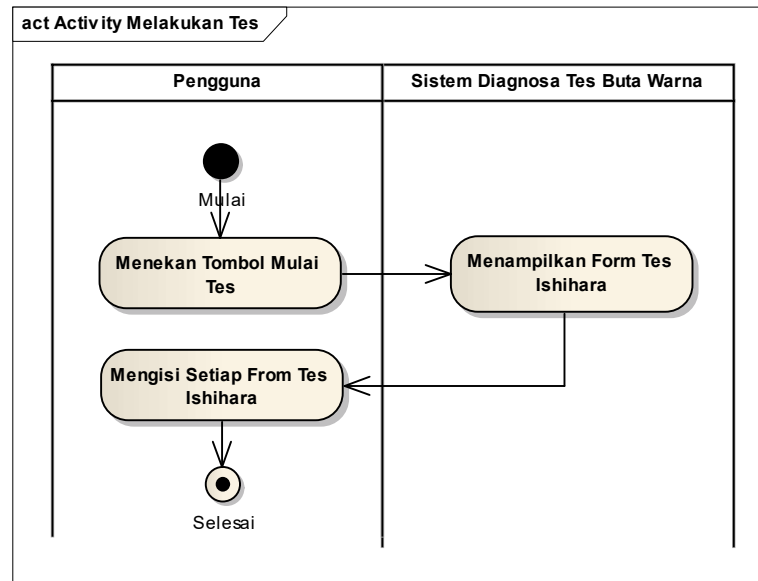 act Activity Melakukan Tes
Pengguna
Sistem Diagnosa Tes Buta Warna
Mulai
Menekan Tombol Mulai
Tes
Menampilkan Form Tes
Ishihara
Mengisi Setiap From Tes
Ishihara
Selesai